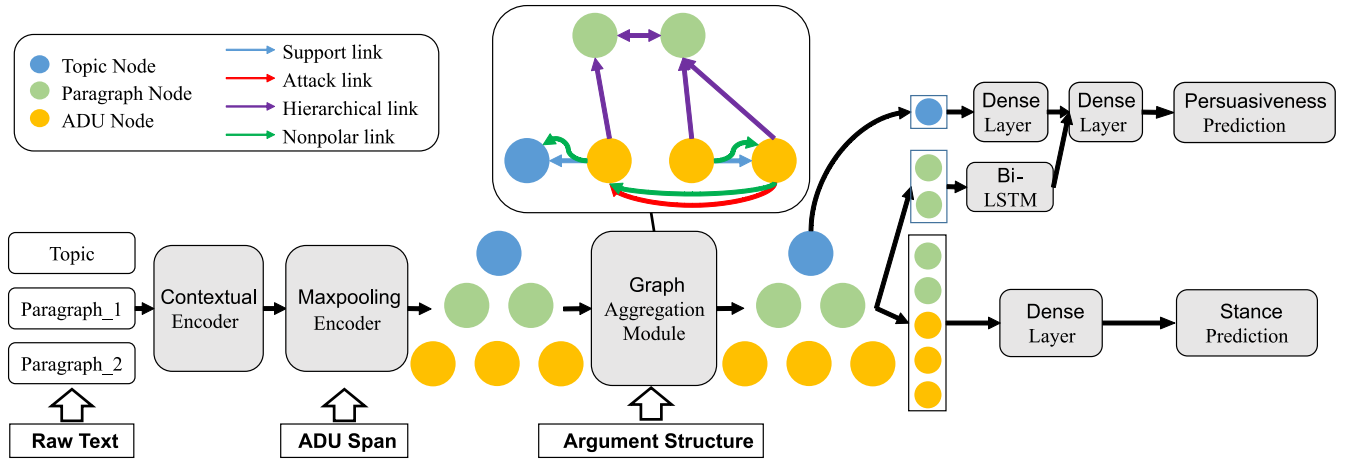 Topic Node
Paragraph Node
ADU Node
Support link
Attack link
Hierarchical link
Nonpolar link
Topic
Paragraph_1
Paragraph_2
Raw Text
Contextual
Encoder
Maxpooling
Encoder
ADU Span
Graph
Aggregation
Module
Argument Structure
Dense
Layer
Dense
Layer
Persuasiveness
Prediction
Bi-
LSTM
Dense
Layer
Stance
Prediction